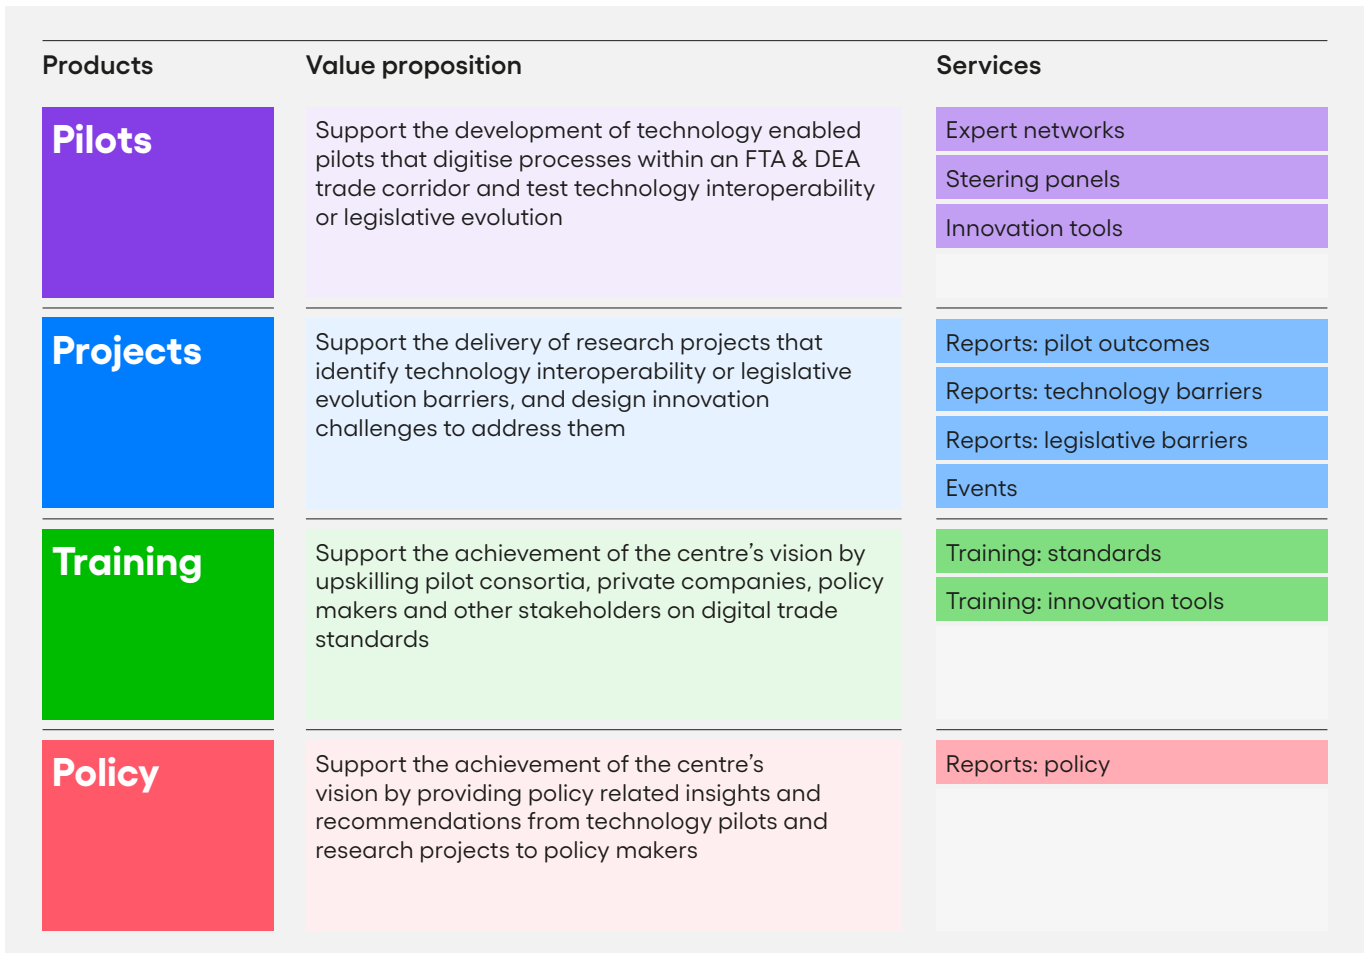 Products
Value proposition
Services
Pilots
Support the development of technology enabled
pilots that digitise processes within an FTA & DEA
trade corridor and test technology interoperability
or legislative evolution
Expert networks
Steering panels
Innovation tools
Projects
Support the delivery of research projects that
identify technology interoperability or legislative
evolution barriers, and design innovation
challenges to address them
Reports: pilot outcomes
Reports: technology barriers
Reports: legislative barriers
Events
Training
Support the achievement of the centre’s vision by
upskilling pilot consortia, private companies, policy
makers and other stakeholders on digital trade
standards
Training: standards
Training: innovation tools
Policy
Support the achievement of the centre’s
vision by providing policy related insights and
recommendations from technology pilots and
research projects to policy makers
Reports: policy